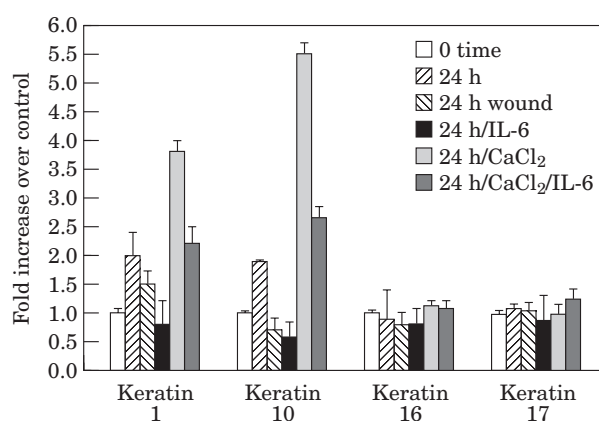 Fold increase over control
6.0
5.5
5.0
4.5
4.0
3.5
3.0
2.5
2.0
1.5
1.0
0.5
0.0
0 time
24 h
24 h wound
24 h/IL-6
24 h/CaCl₂
24 h/CaCl₂/IL-6
Keratin
1
Keratin
10
Keratin
16
Keratin
17